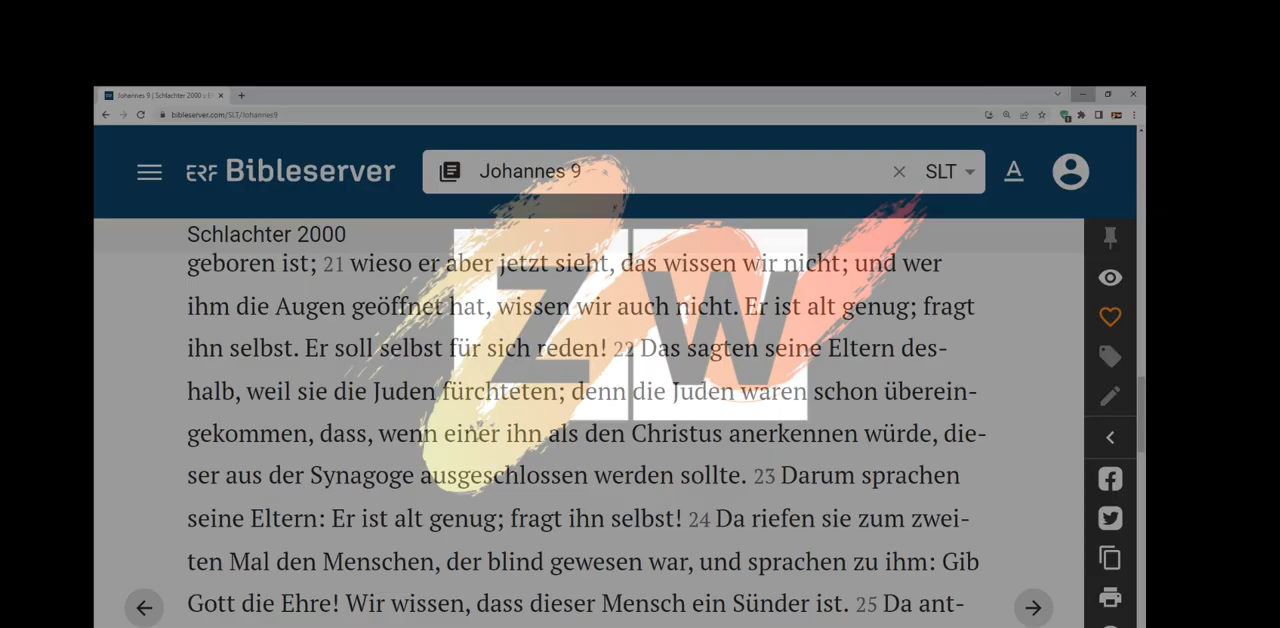 Johannes 9 | Schlachter 2000 :: E
bibleserver.com/SLT/Johannes9
ERF Bibleserver
Johannes 9
SLT
A
Schlachter 2000
geboren ist; 21 wieso er aber jetzt sieht, das wissen wir nicht; und wer
ihm die Augen geöffnet hat, wissen wir auch nicht. Er ist alt genug; fragt
ihn selbst. Er soll selbst für sich reden! 22 Das sagten seine Eltern des-
halb, weil sie die Juden fürchteten; denn die Juden waren schon überein-
gekommen, dass, wenn einer ihn als den Christus anerkennen würde, die-
ser aus der Synagoge ausgeschlossen werden sollte. 23 Darum sprachen
seine Eltern: Er ist alt genug; fragt ihn selbst! 24 Da riefen sie zum zwei-
ten Mal den Menschen, der blind gewesen war, und sprachen zu ihm: Gib
Gott die Ehre! Wir wissen, dass dieser Mensch ein Sünder ist. 25 Da ant-
ZW